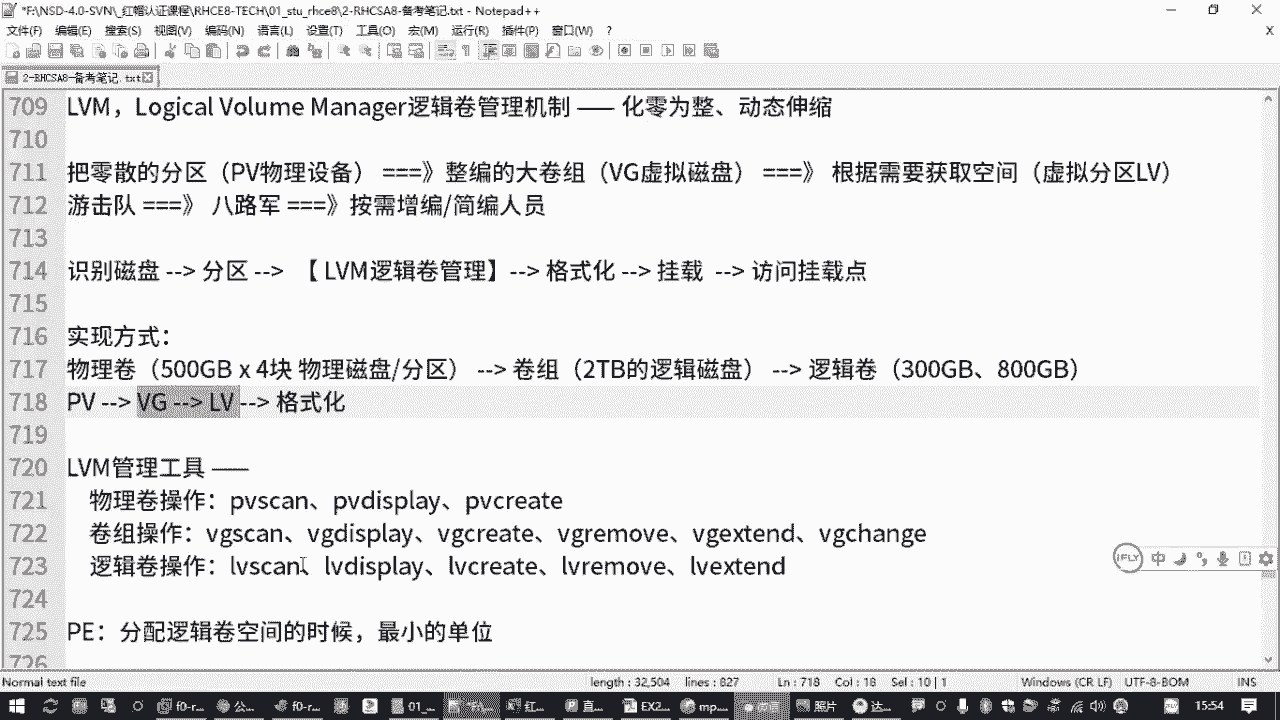 *F:\NSD-4.0-SVN\_红帽认证课程\RHCE8-TECH\01_stu_rhce8\2-RHCSA8-备考笔记.txt - Notepad++
文件(F) 编辑(E) 搜索(S) 视图(V) 编码(N) 语言(L) 设置(T) 工具(O) 宏(M) 运行(R) 插件(P) 窗口(W) ? X
2-RHCSA8-备考笔记.txt
709 LVM，Logical Volume Manager逻辑卷管理机制 —— 化零为整、动态伸缩
710
711 把零散的分区（PV物理设备） ===》整编的大卷组（VG虚拟磁盘） ===》 根据需要获取空间（虚拟分区LV）
712 游击队 ===》 八路军 ===》按需增编/简编人员
713
714 识别磁盘 --> 分区 --> 【 LVM逻辑卷管理】--> 格式化 --> 挂载 --> 访问挂载点
715
716 实现方式：
717 物理卷（500GB x 4块 物理磁盘/分区） --> 卷组（2TB的逻辑磁盘） --> 逻辑卷（300GB、800GB）
718 PV --> VG --> LV --> 格式化
719
720 LVM管理工具 ——
721 物理卷操作：pvscan、pvdisplay、pvcreate
722 卷组操作：vgscan、vgdisplay、vgcreate、vgremove、vgextend、vgchange
723 逻辑卷操作：lvscan、lvdisplay、lvcreate、lvremove、lvextend
724
725 PE：分配逻辑卷空间的时候，最小的单位
726
iFLY 中
Normal text file length : 32,504 lines : 827 Ln : 718 Col : 18 Sel : 10 | 1 Windows (CR LF) UTF-8-BOM INS
f0-r... 公... f0-r... 01_... 红... 直... EX2... mp... 照片 达... 15:54